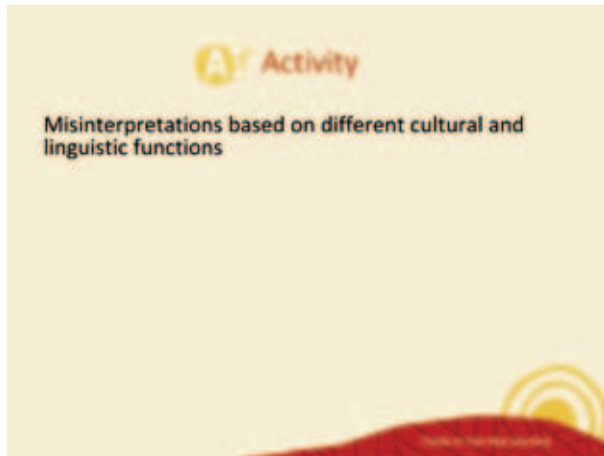 A Activity
Misinterpretations based on different cultural and
linguistic functions